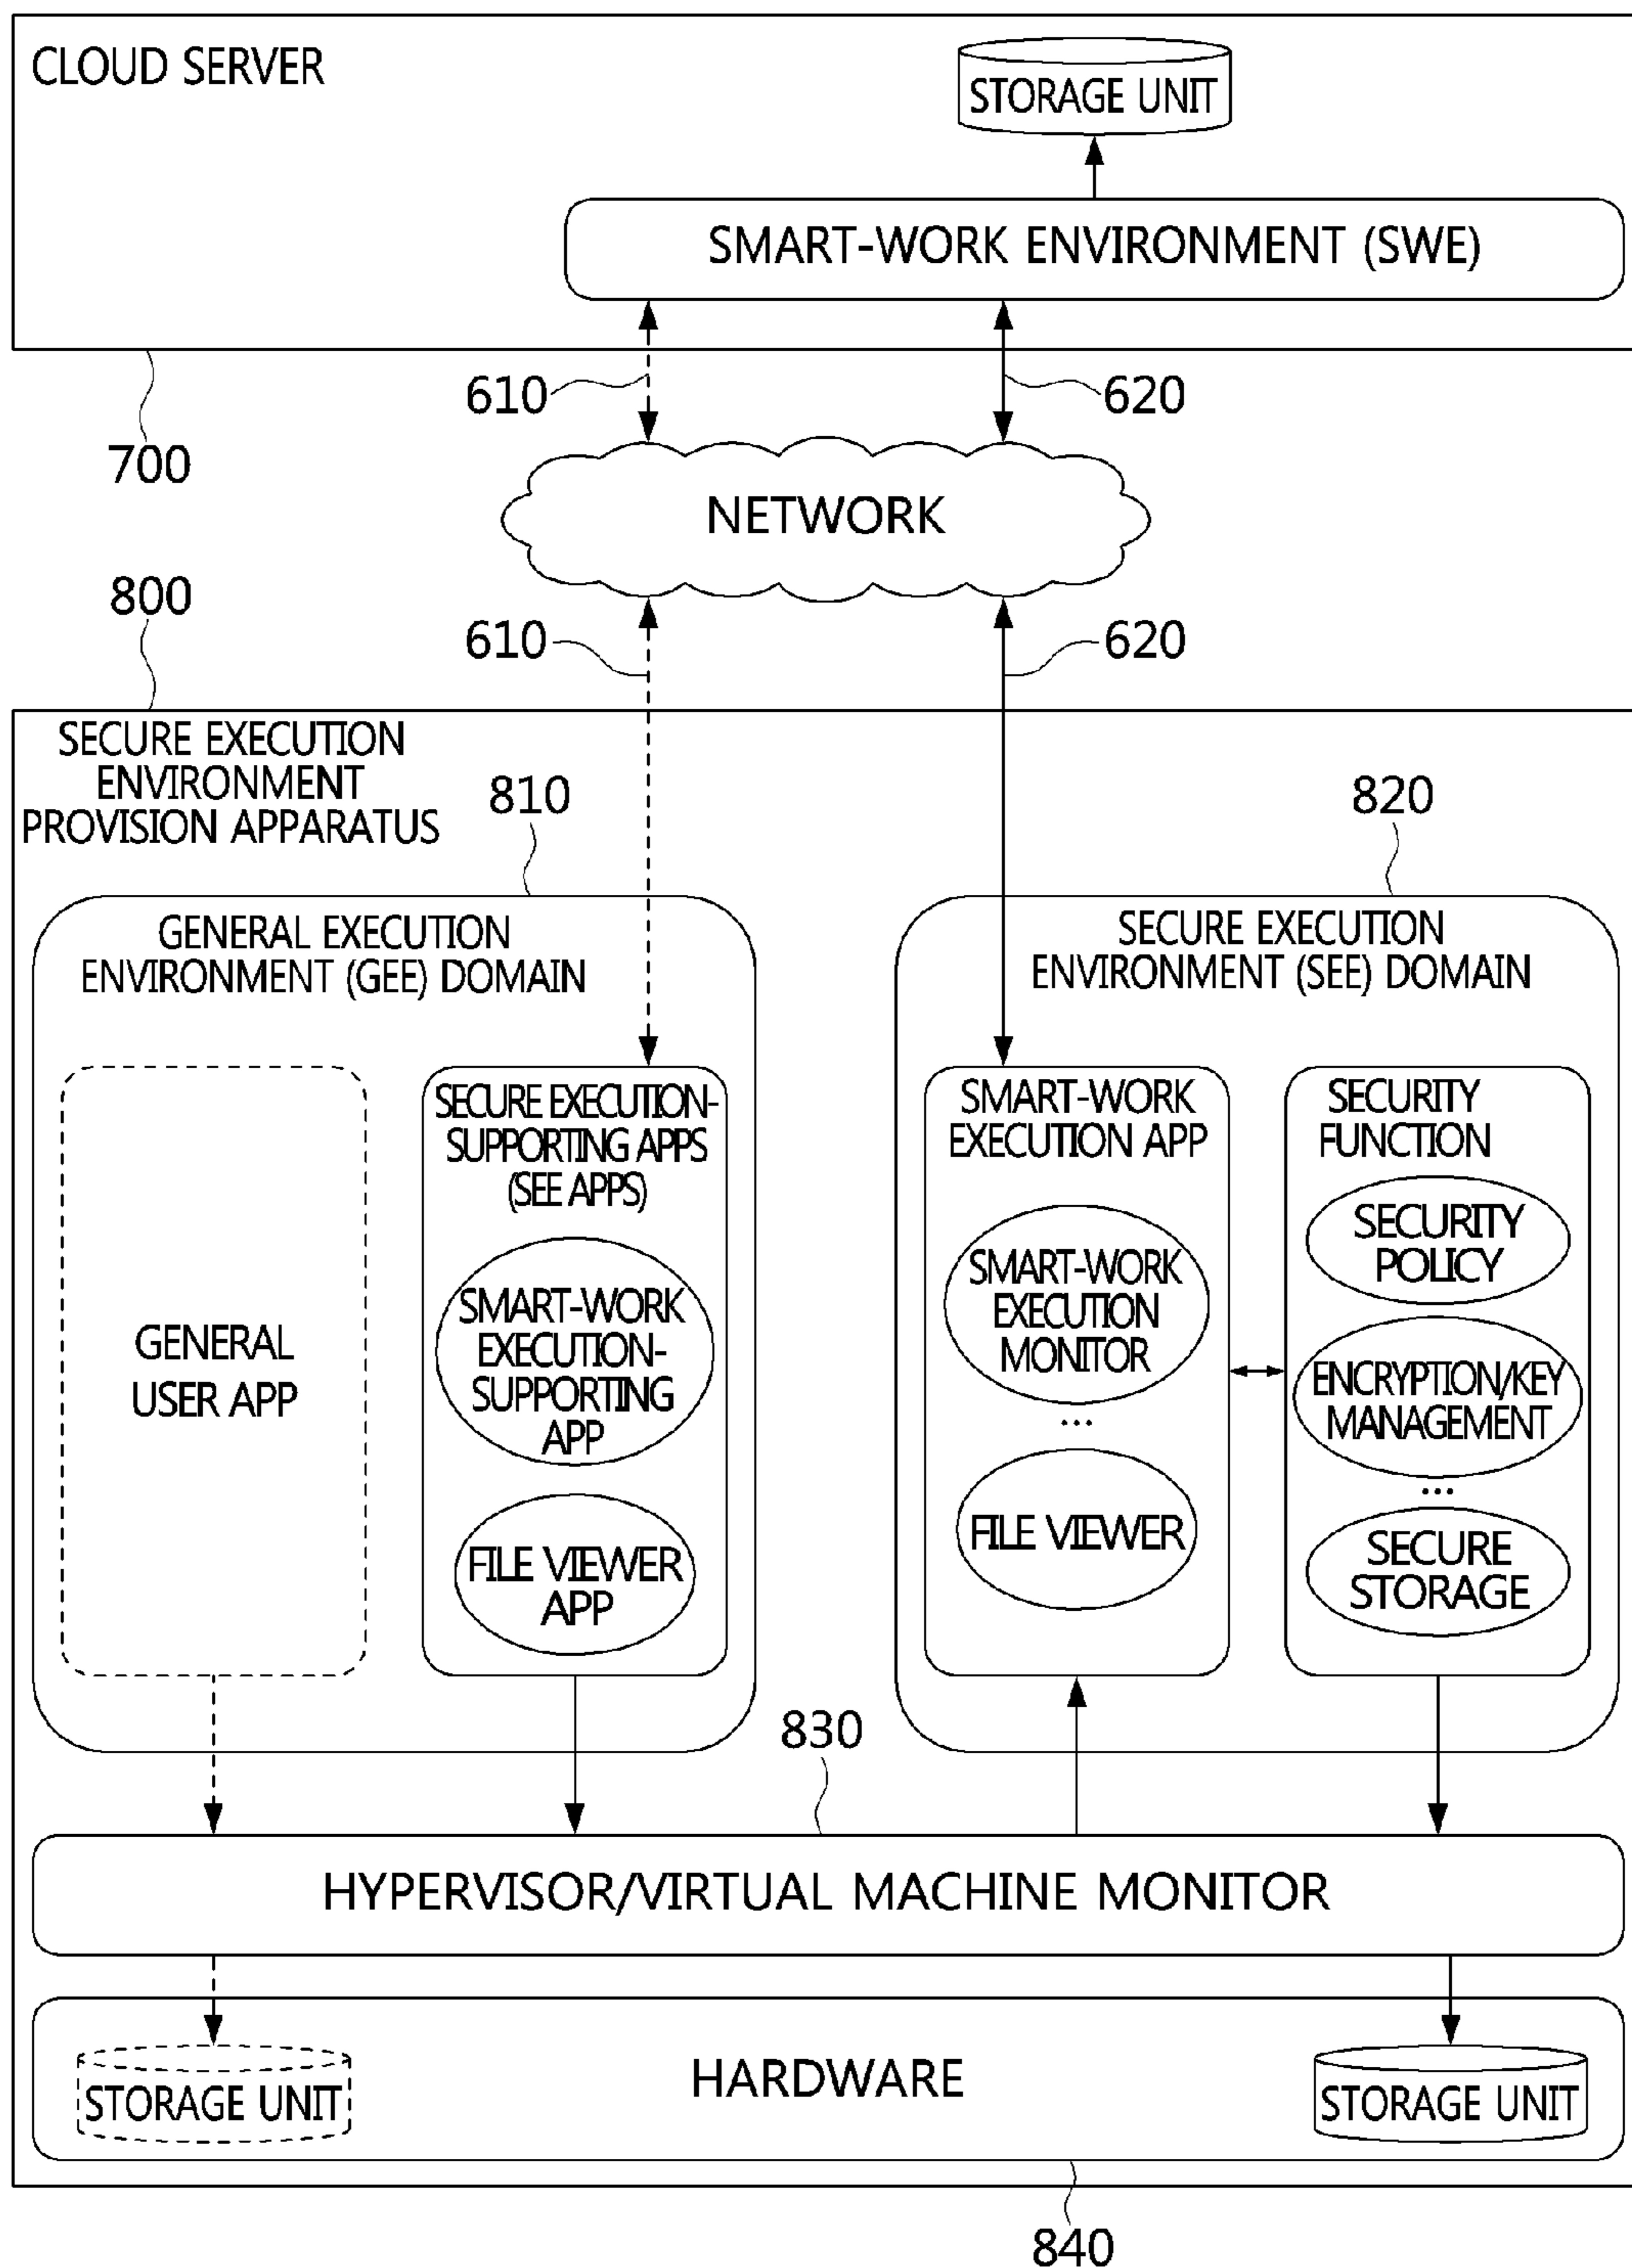 CLOUD SERVER
STORAGE UNIT
SMART-WORK ENVIRONMENT (SWE)
610
620
700
NETWORK
800
610
620
SECURE EXECUTION
ENVIRONMENT
PROVISION APPARATUS
810
820
GENERAL EXECUTION
ENVIRONMENT (GEE) DOMAIN
SECURE EXECUTION
ENVIRONMENT (SEE) DOMAIN
GENERAL
USER APP
SECURE EXECUTION-
SUPPORTING APPS
(SEE APPS)
SMART-WORK
EXECUTION-
SUPPORTING
APP
FILE VIEWER
APP
SMART-WORK
EXECUTION APP
SMART-WORK
EXECUTION
MONITOR
...
FILE VIEWER
SECURITY
FUNCTION
SECURITY
POLICY
ENCRYPTION/KEY
MANAGEMENT
...
SECURE
STORAGE
830
HYPERVISOR/VIRTUAL MACHINE MONITOR
STORAGE UNIT
HARDWARE
STORAGE UNIT
840